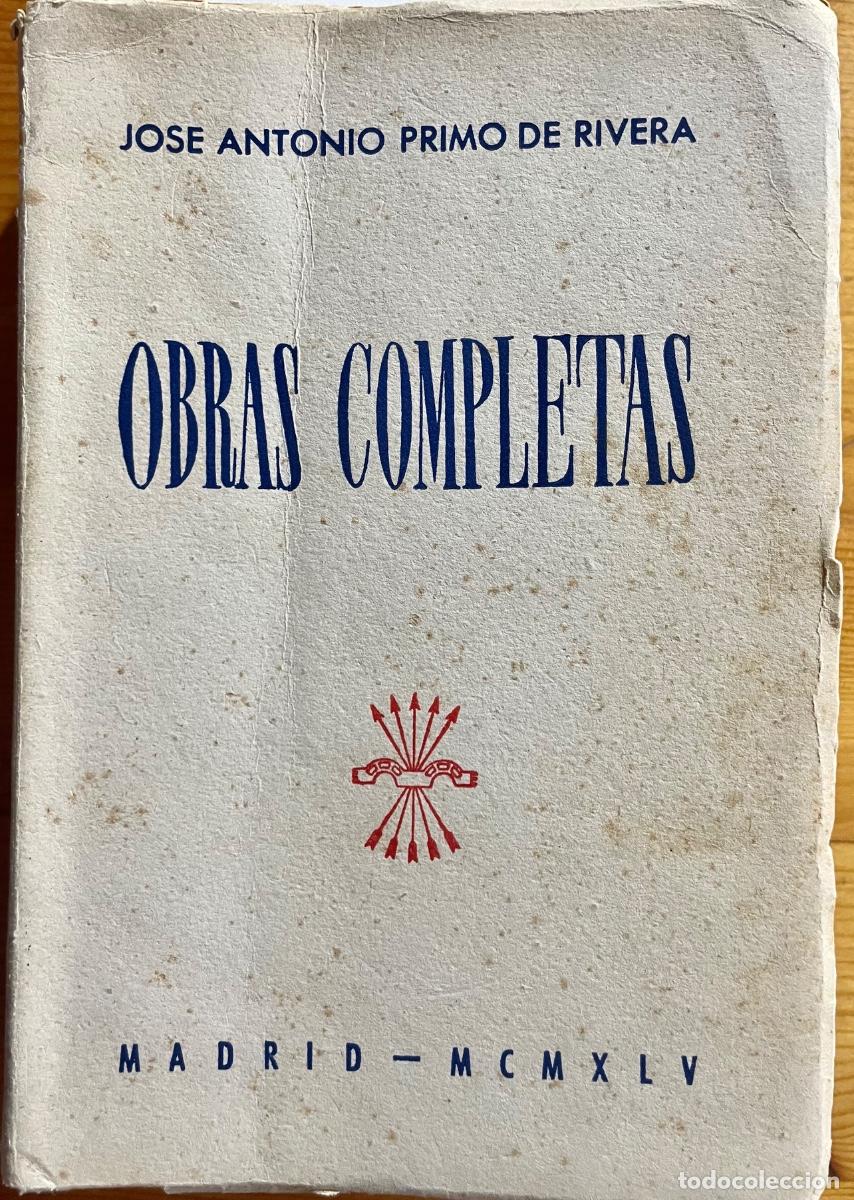 JOSE ANTONIO PRIMO DE RIVERA
OBRAS COMPLETAS
MADRID — MCMXLV
todocoleccion